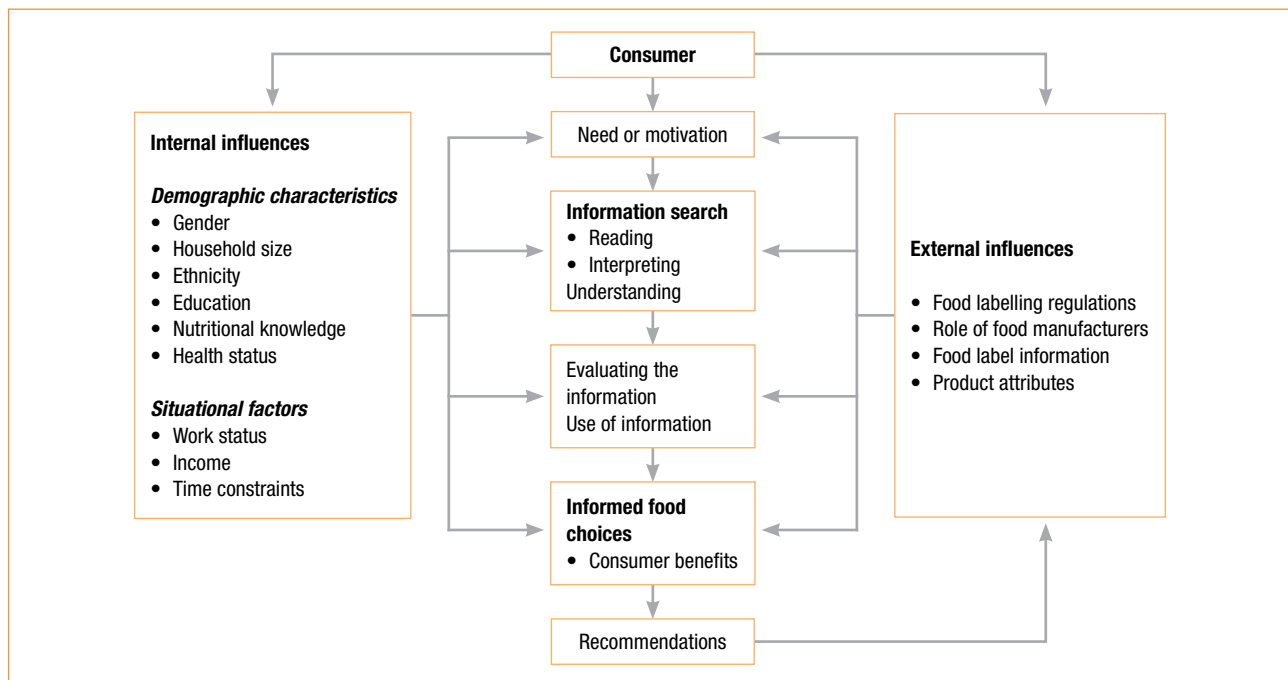 Consumer
Internal influences
Demographic characteristics
• Gender
• Household size
• Ethnicity
• Education
• Nutritional knowledge
• Health status
Situational factors
• Work status
• Income
• Time constraints
Need or motivation
Information search
• Reading
• Interpreting
Understanding
Evaluating the
information
Use of information
Informed food
choices
• Consumer benefits
Recommendations
External influences
• Food labelling regulations
• Role of food manufacturers
• Food label information
• Product attributes